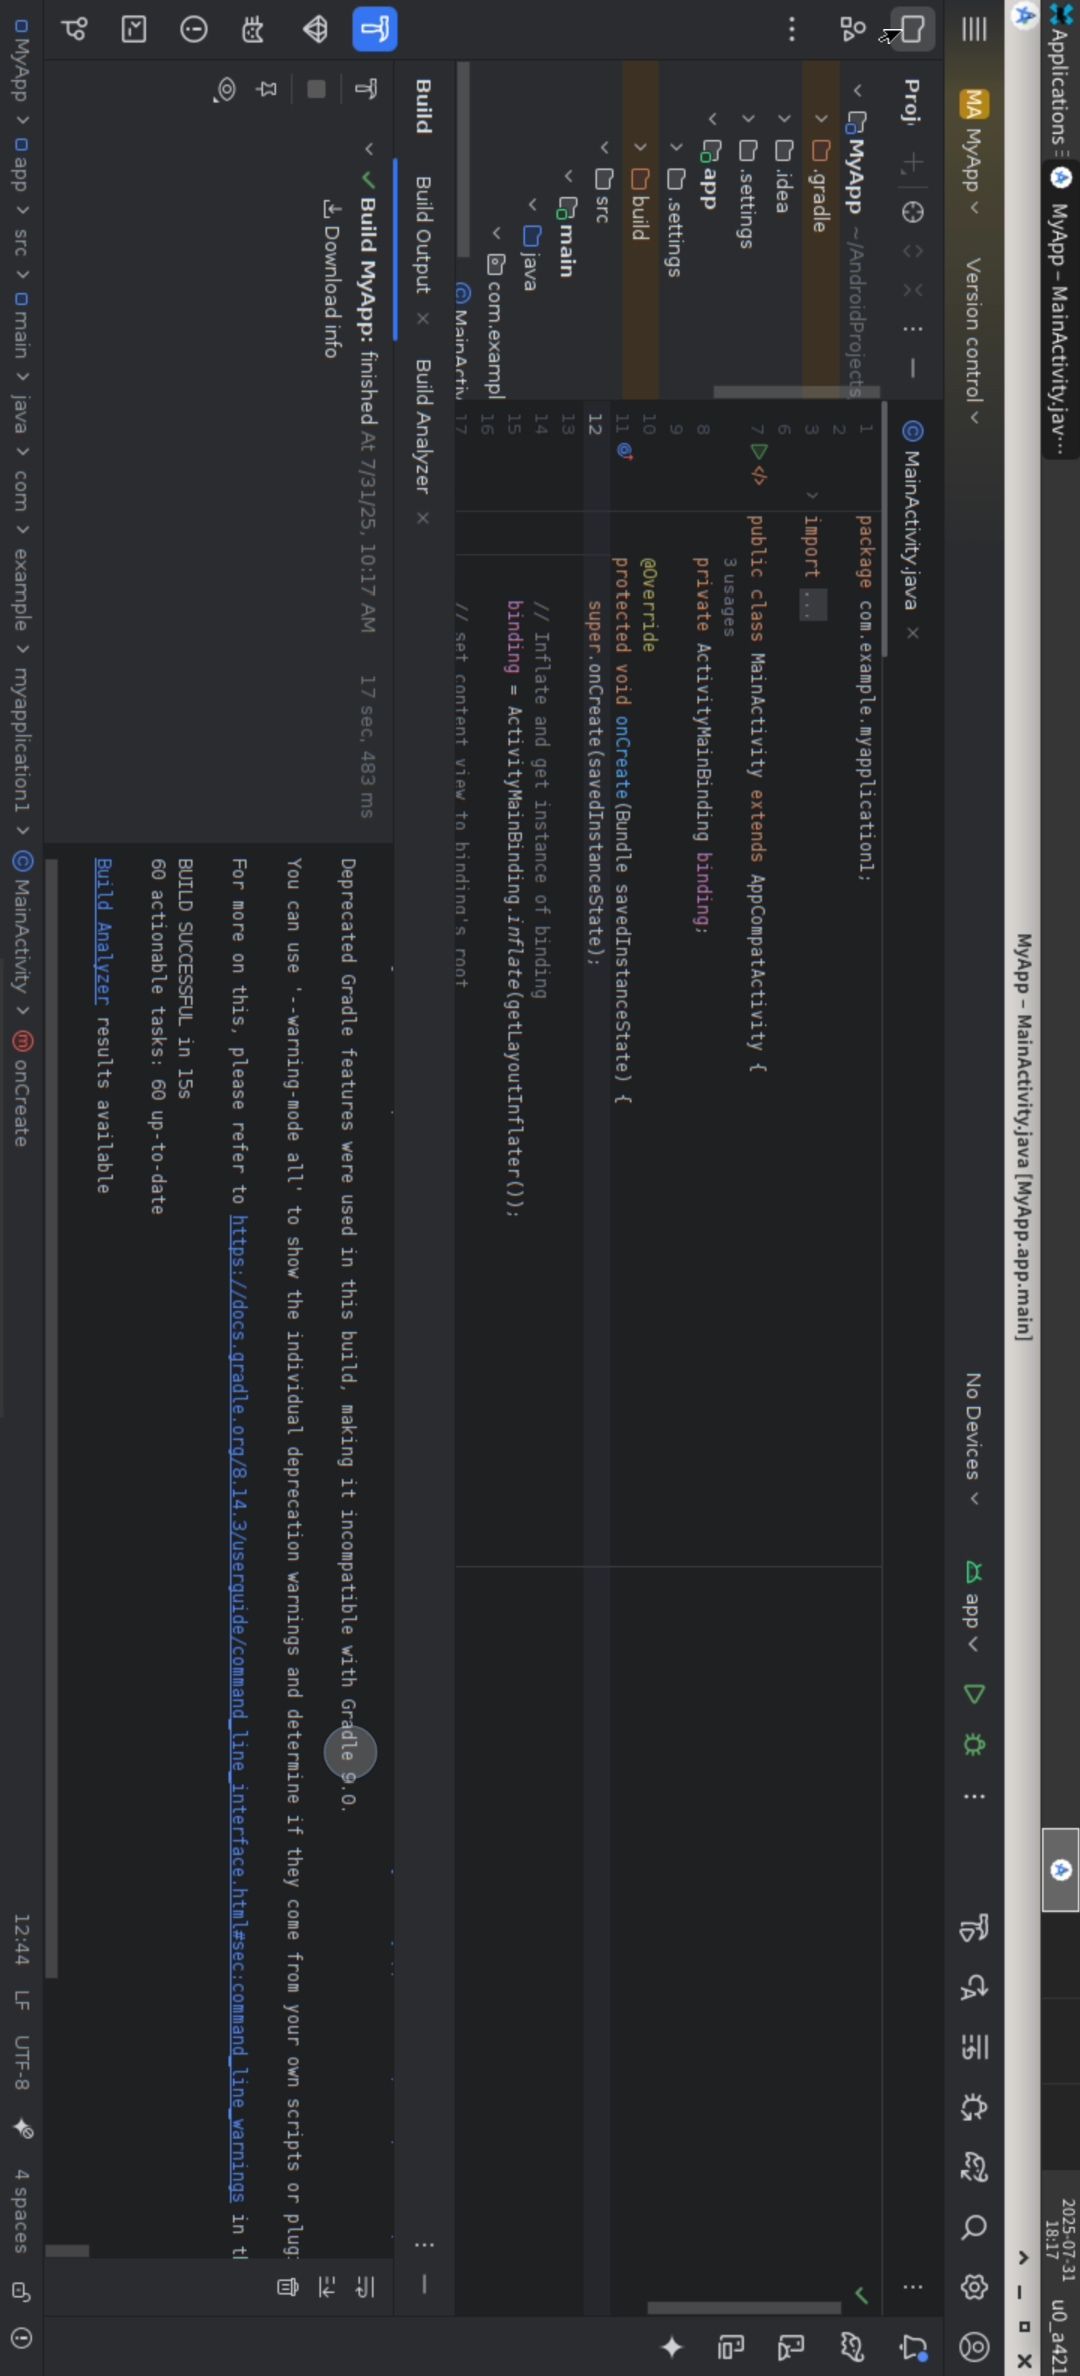 Applications
MyApp – MainActivity.jav...
2025-07-31
18:17
u0_a421
MyApp – MainActivity.java [MyApp.app.main]
MA MyApp
Version control
No Devices
app
Proj
MainActivity.java
MyApp ~/AndroidProjects
.gradle
.idea
.settings
app
.settings
build
src
main
java
com.exampl
MainActiv
1 package com.example.myapplication1;
2
3 import ...
6
7 public class MainActivity extends AppCompatActivity {
3 usages
8 private ActivityMainBinding binding;
9
10 @Override
11 protected void onCreate(Bundle savedInstanceState) {
12 super.onCreate(savedInstanceState);
13
14 // Inflate and get instance of binding
15 binding = ActivityMainBinding.inflate(getLayoutInflater());
16
17 // set content view to binding's root
Build
Build Output
Build Analyzer
Build MyApp: finished At 7/31/25, 10:17 AM 17 sec, 483 ms
Download info
Deprecated Gradle features were used in this build, making it incompatible with Gradle 9.0.
You can use '--warning-mode all' to show the individual deprecation warnings and determine if they come from your own scripts or plug
For more on this, please refer to https://docs.gradle.org/8.14.3/userguide/command_line_interface.html#sec:command_line_warnings in t
BUILD SUCCESSFUL in 15s
60 actionable tasks: 60 up-to-date
Build Analyzer results available
MyApp > app > src > main > java > com > example > myapplication1 > MainActivity > onCreate
12:44 LF UTF-8 4 spaces